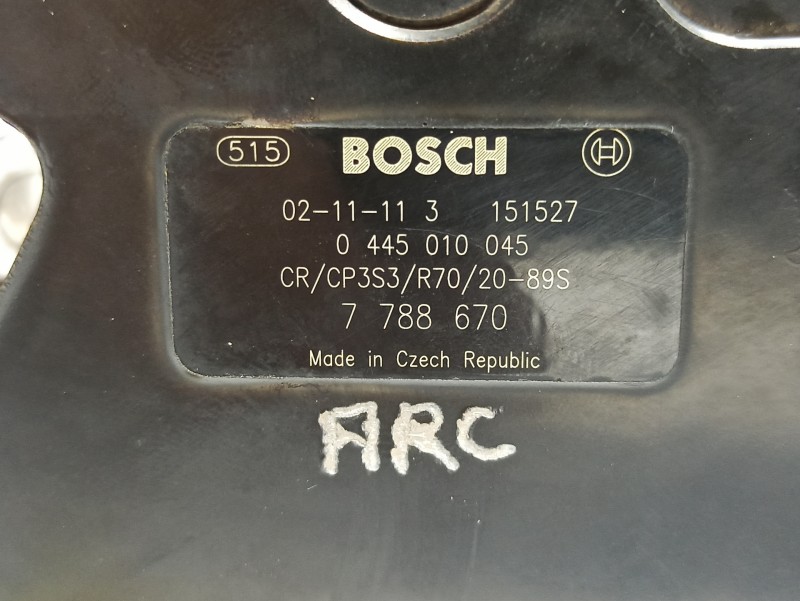 515 BOSCH
02-11-11 3 151527
0 445 010 045
CR/CP3S3/R70/20-89S
7 788 670
Made in Czech Republic
ARC